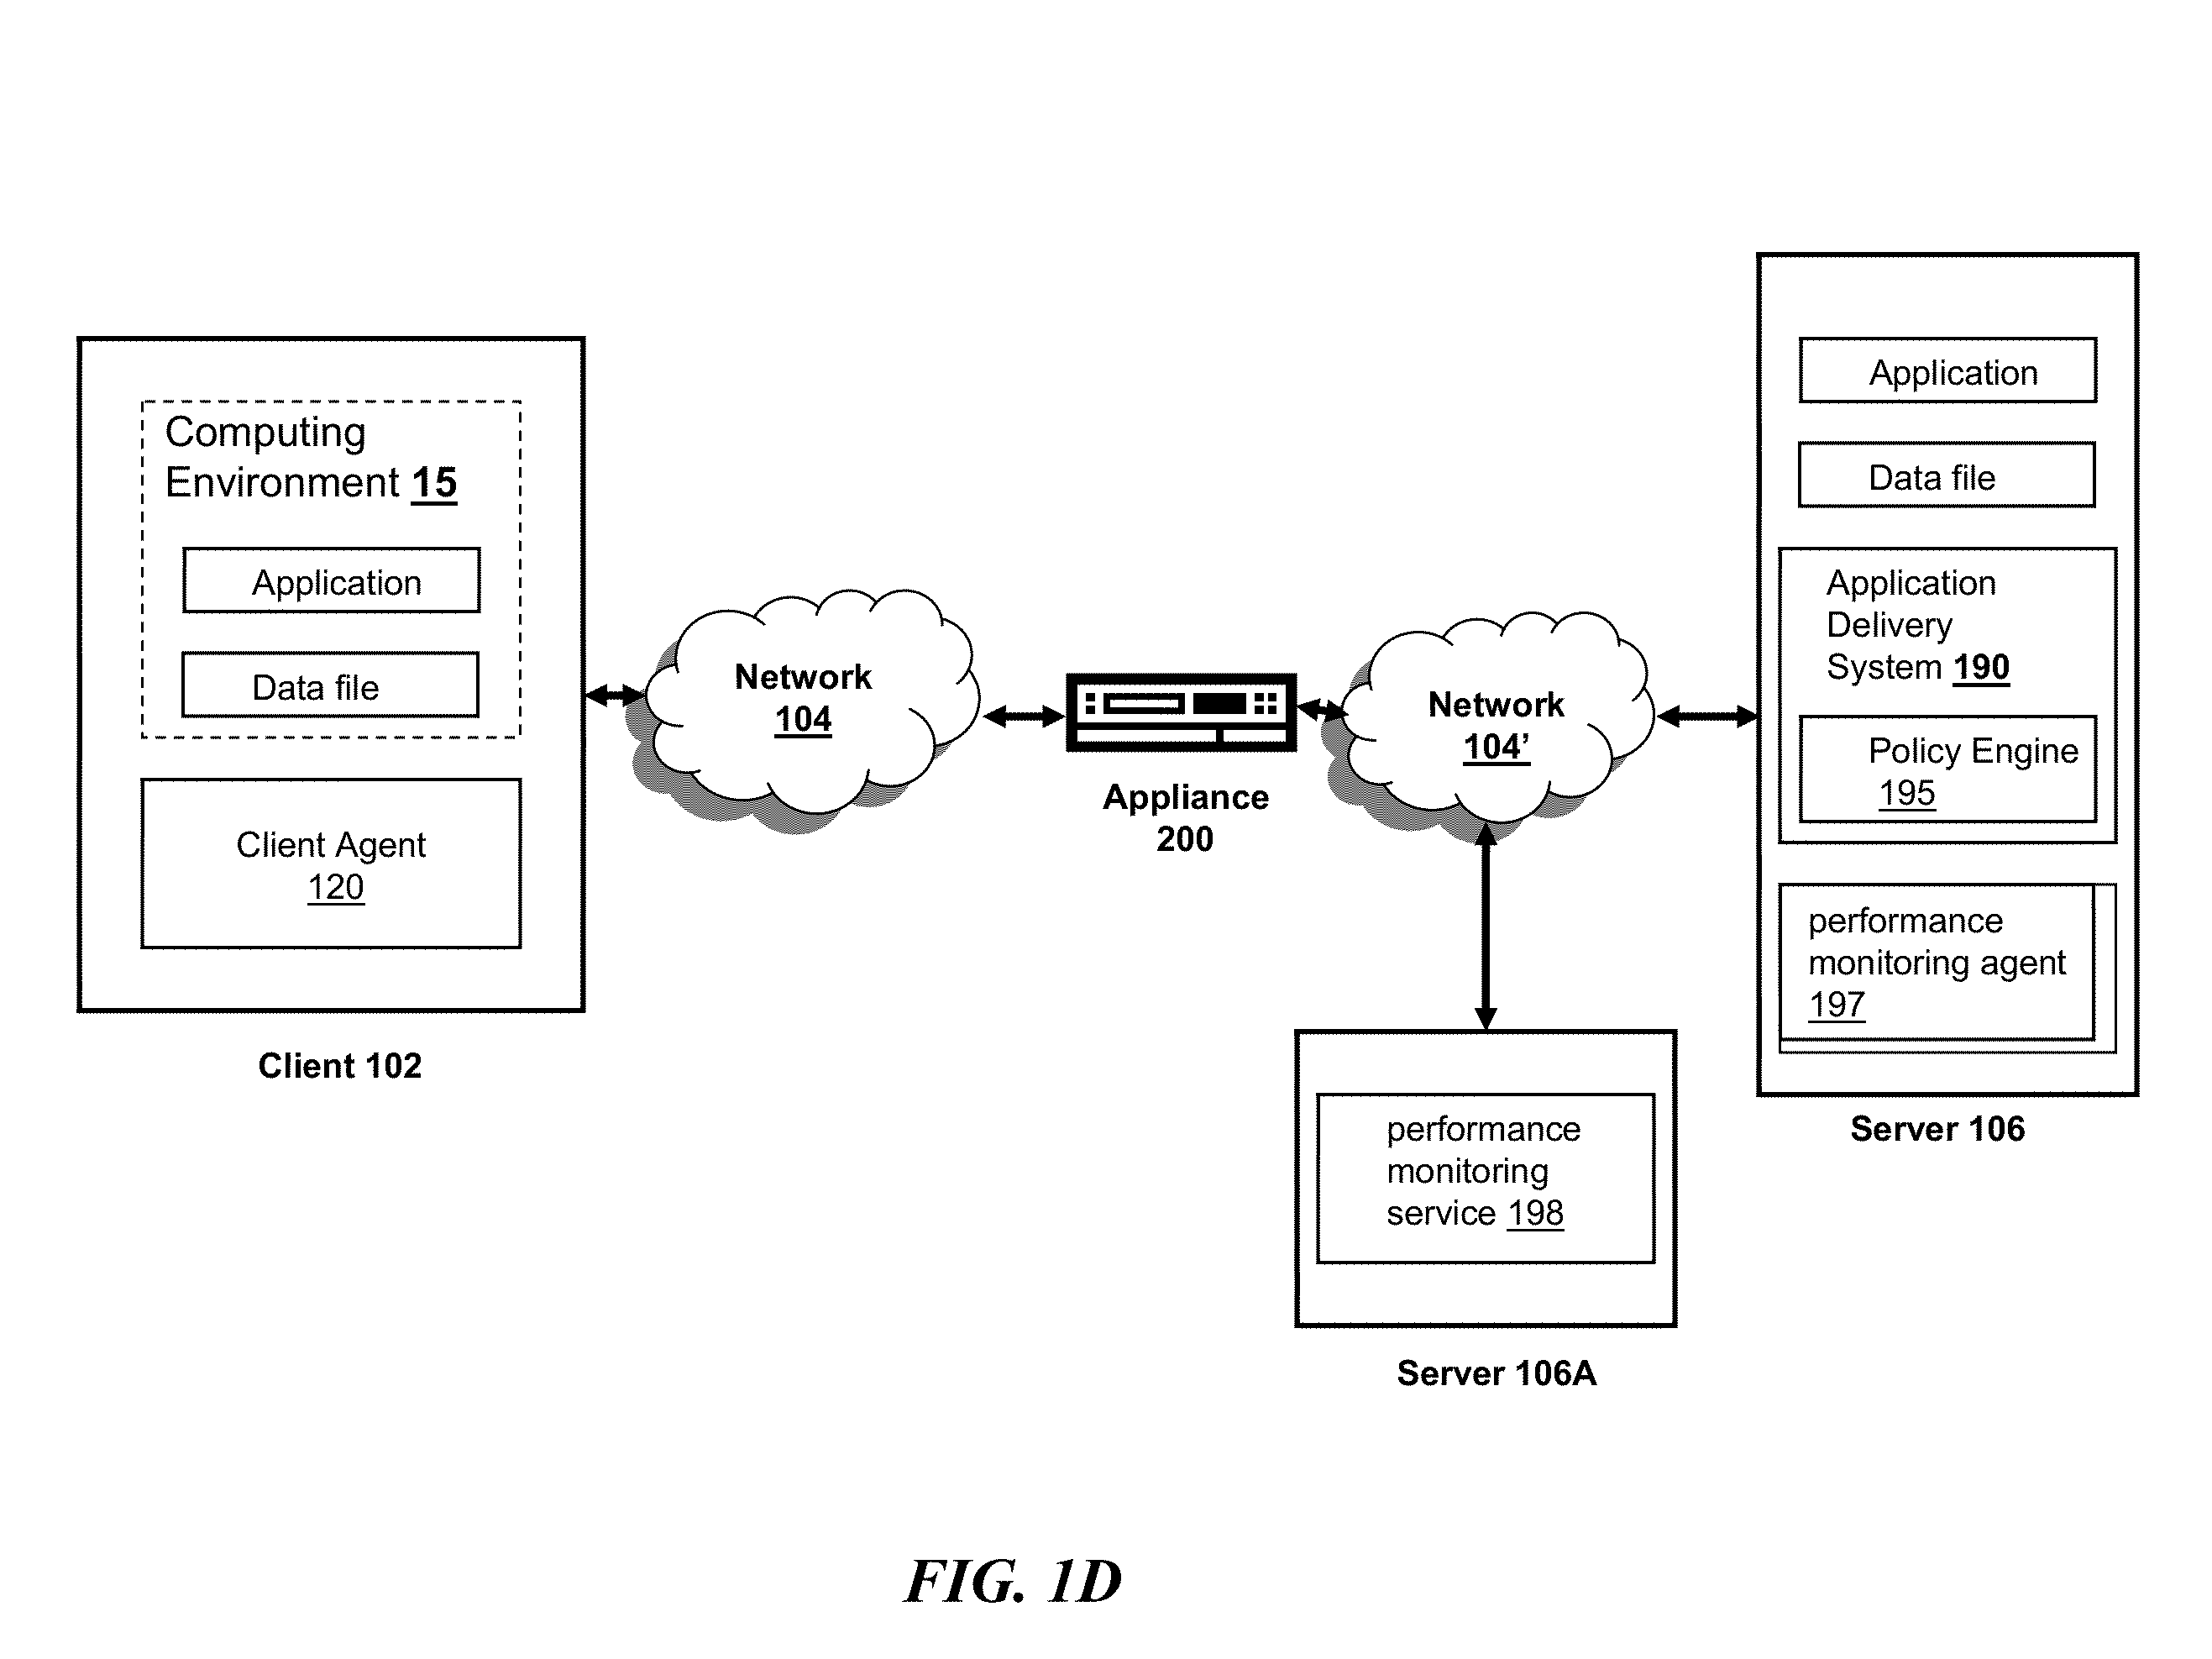 Computing
Environment 15
Application
Data file
Client Agent
120
Client 102
Network
104
Appliance
200
Network
104’
performance
monitoring
service 198
Server 106A
Application
Data file
Application
Delivery
System 190
Policy Engine
195
performance
monitoring agent
197
Server 106
FIG. 1D